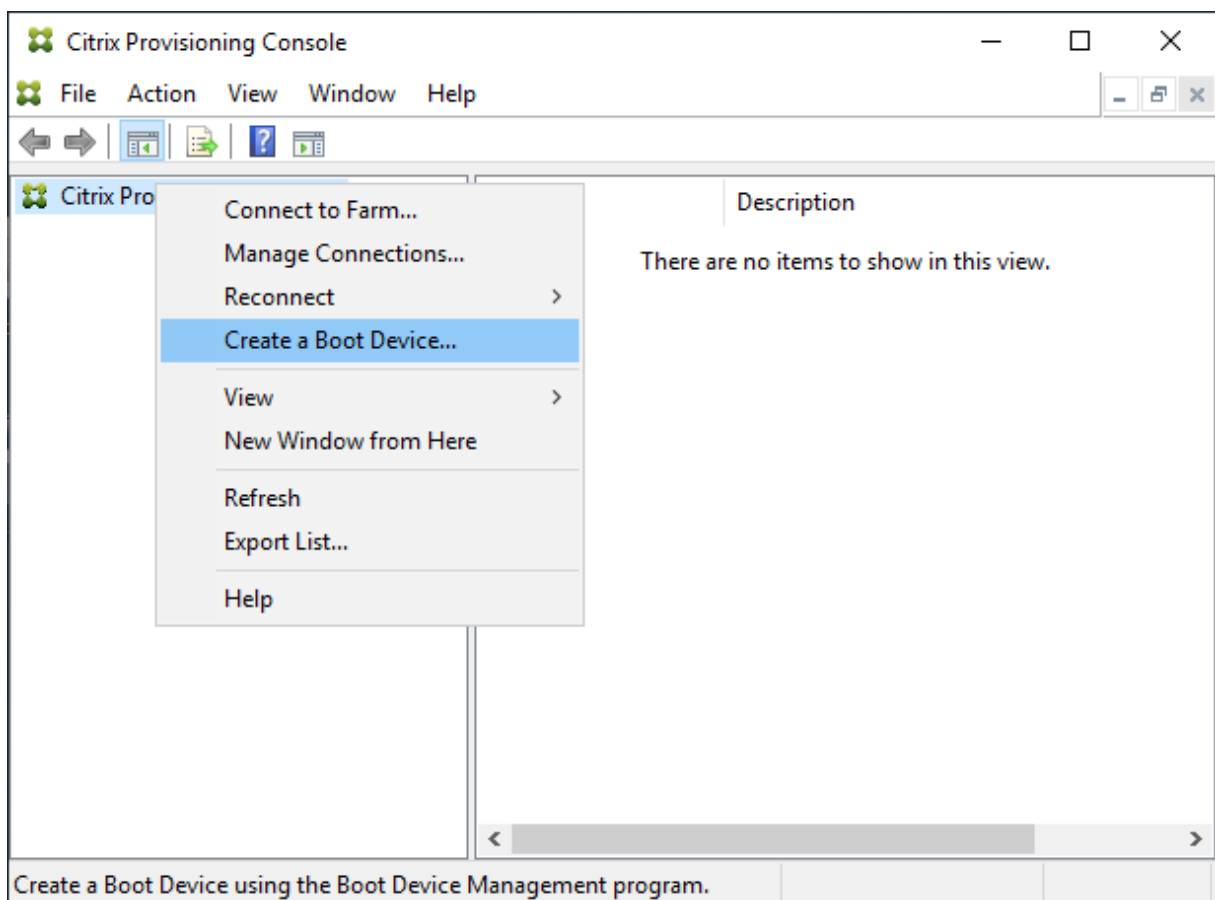 Citrix Provisioning Console
File Action View Window Help
Citrix Pro
Description
There are no items to show in this view.
Connect to Farm...
Manage Connections...
Reconnect
Create a Boot Device...
View
New Window from Here
Refresh
Export List...
Help
Create a Boot Device using the Boot Device Management program.